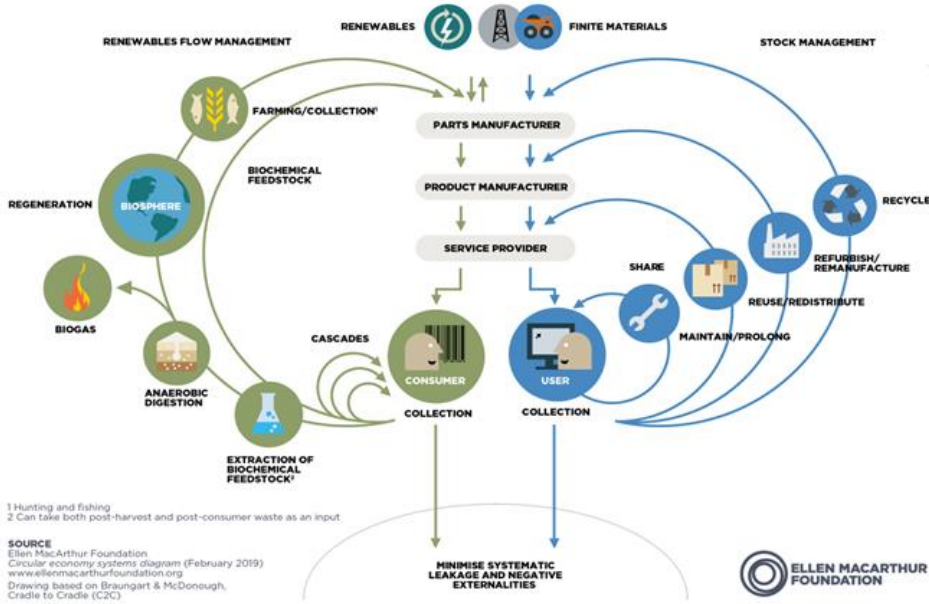 RENEWABLES
FINITE MATERIALS
RENEWABLES FLOW MANAGEMENT
STOCK MANAGEMENT
FARMING/COLLECTION¹
PARTS MANUFACTURER
BIOCHEMICAL
FEEDSTOCK
PRODUCT MANUFACTURER
REGENERATION
BIOSPHERE
RECYCLE
SERVICE PROVIDER
SHARE
REFURBISH/
REMANUFACTURE
REUSE/REDISTRIBUTE
BIOGAS
MAINTAIN/PROLONG
CASCADES
CONSUMER
USER
ANAEROBIC
DIGESTION
COLLECTION
COLLECTION
EXTRACTION OF
BIOCHEMICAL
FEEDSTOCK²
1 Hunting and fishing
2 Can take both post-harvest and post-consumer waste as an input
SOURCE
Ellen MacArthur Foundation
Circular economy systems diagram (February 2019)
www.ellenmacarthurfoundation.org
Drawing based on Braungart & McDonough,
Cradle to Cradle (C2C)
MINIMISE SYSTEMATIC
LEAKAGE AND NEGATIVE
EXTERNALITIES
ELLEN MACARTHUR
FOUNDATION